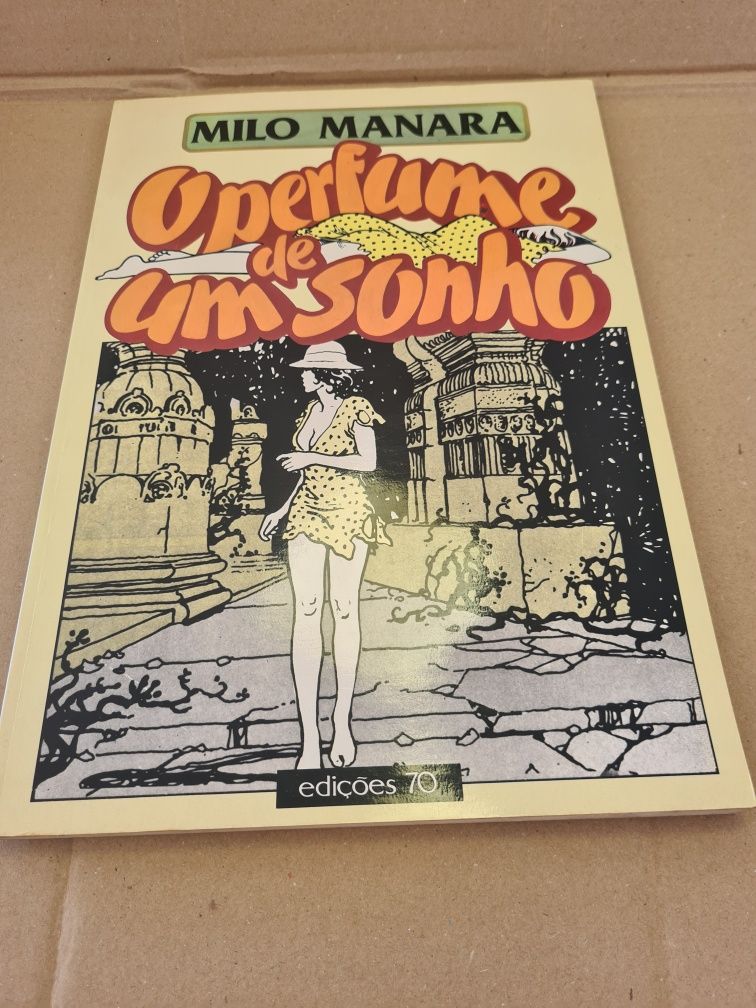 MILO MANARA
O perfume
de
um sonho
edições 70